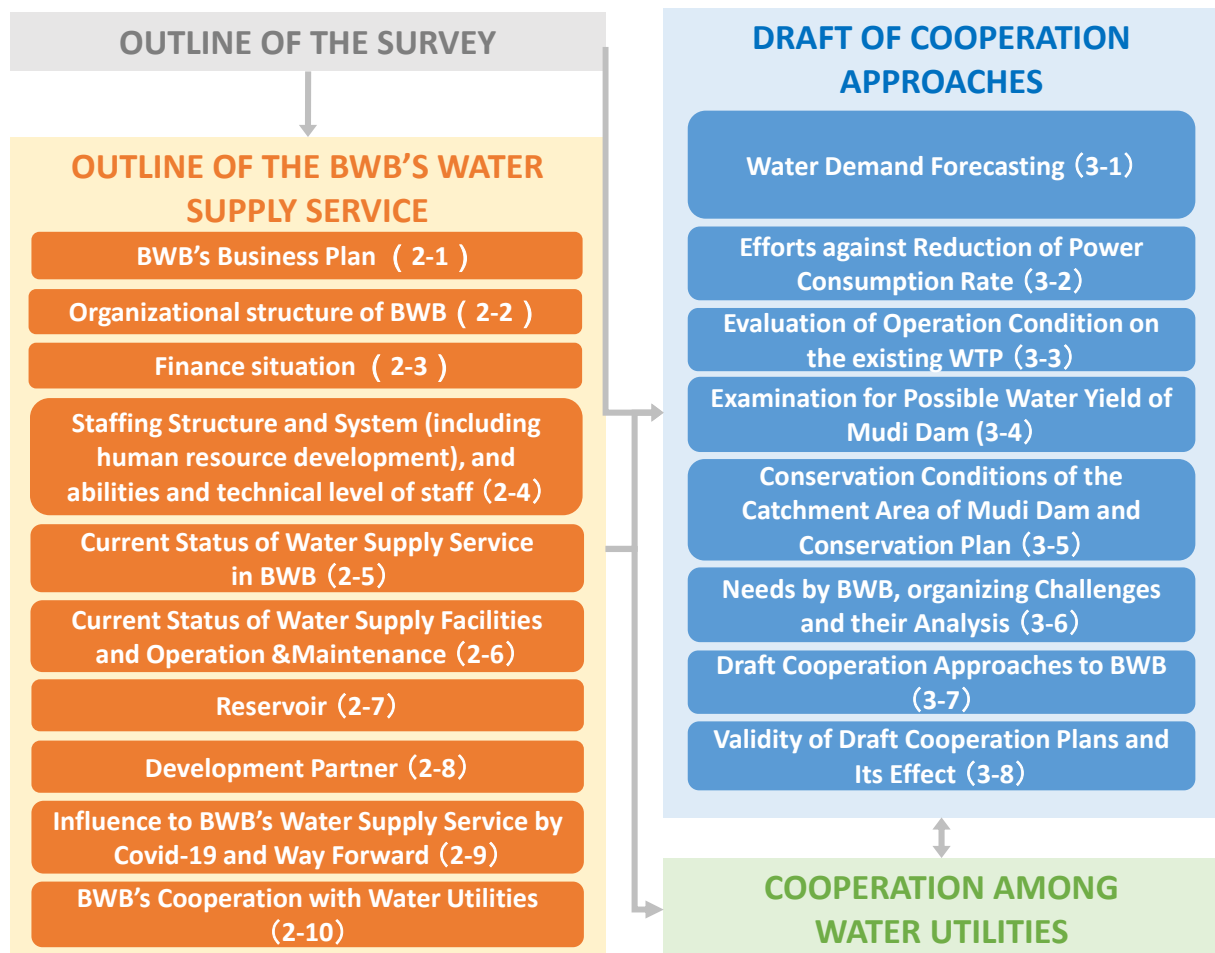 OUTLINE OF THE SURVEY
OUTLINE OF THE BWB'S WATER
SUPPLY SERVICE
BWB's Business Plan ( 2-1 )
Organizational structure of BWB ( 2-2 )
Finance situation ( 2-3 )
Staffing Structure and System (including
human resource development), and
abilities and technical level of staff (2-4)
Current Status of Water Supply Service
in BWB (2-5)
Current Status of Water Supply Facilities
and Operation &Maintenance (2-6)
Reservoir (2-7)
Development Partner (2-8)
Influence to BWB's Water Supply Service by
Covid-19 and Way Forward (2-9)
BWB's Cooperation with Water Utilities
(2-10)
DRAFT OF COOPERATION
APPROACHES
Water Demand Forecasting (3-1)
Efforts against Reduction of Power
Consumption Rate (3-2)
Evaluation of Operation Condition on
the existing WTP (3-3)
Examination for Possible Water Yield of
Mudi Dam (3-4)
Conservation Conditions of the
Catchment Area of Mudi Dam and
Conservation Plan (3-5)
Needs by BWB, organizing Challenges
and their Analysis (3-6)
Draft Cooperation Approaches to BWB
(3-7)
Validity of Draft Cooperation Plans and
Its Effect (3-8)
COOPERATION AMONG
WATER UTILITIES